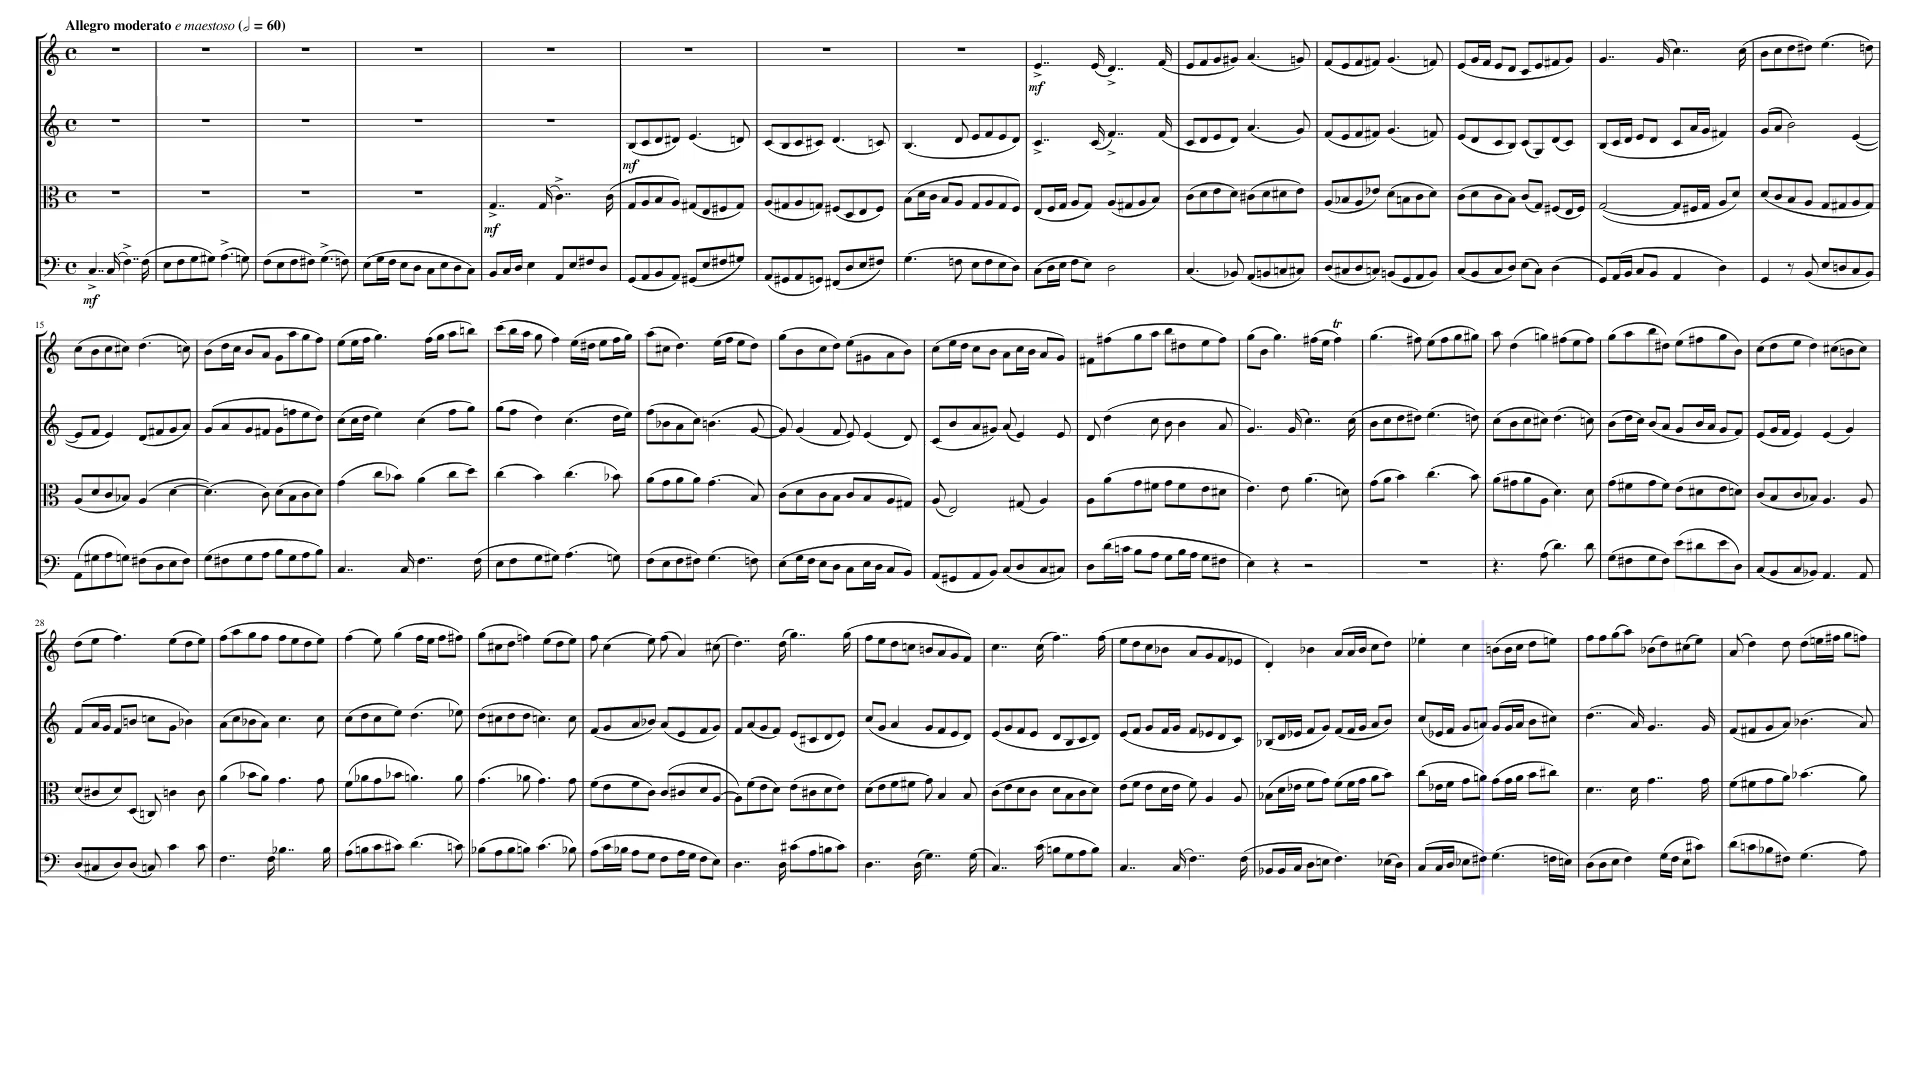 Allegro moderato e maestoso (𝅗𝅥 = 60)
mf
mf
mf
mf
15
tr
28